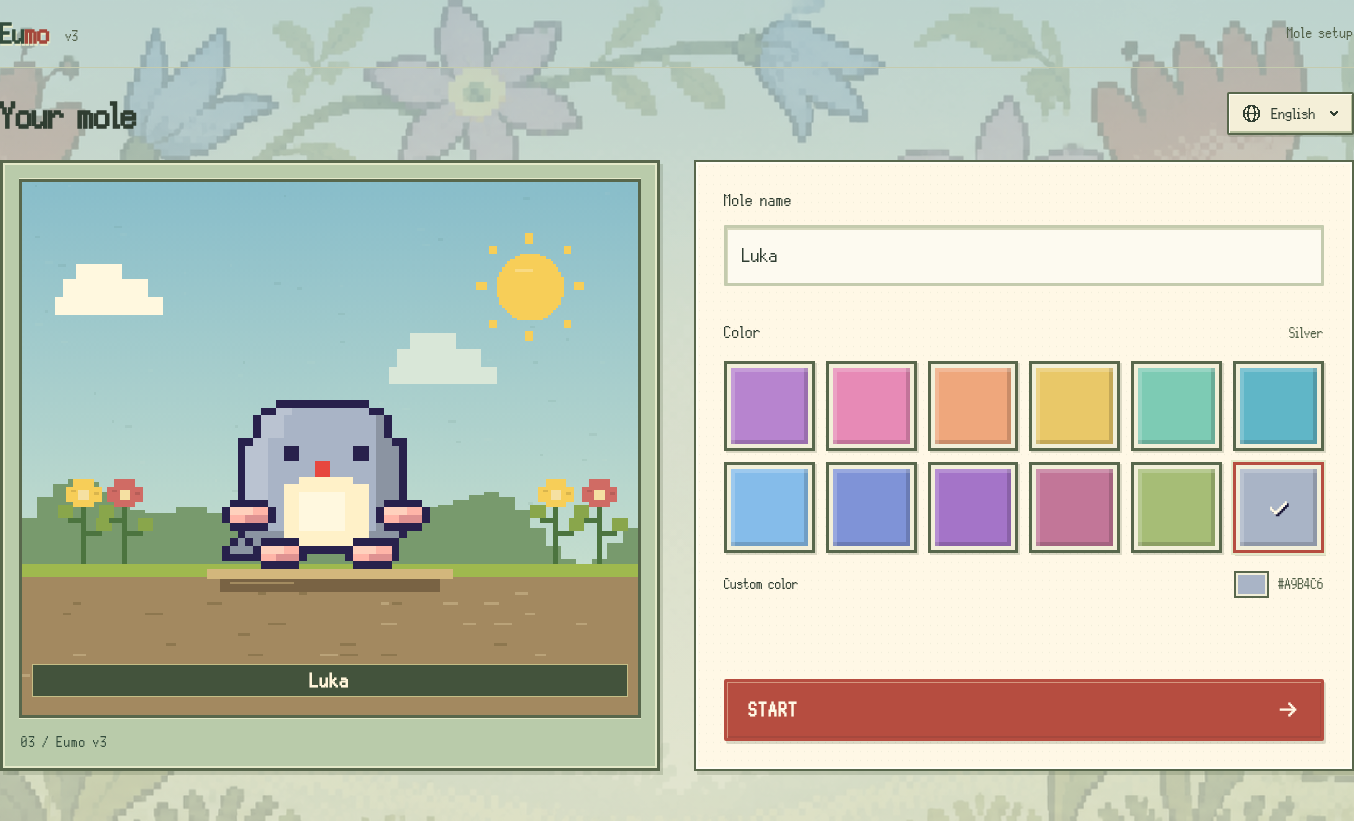 Eumo v3
Mole setup
Your mole
English
Mole name
Luka
Color
Silver
Custom color
#A9B4C6
START
Luka
03 / Eumo v3